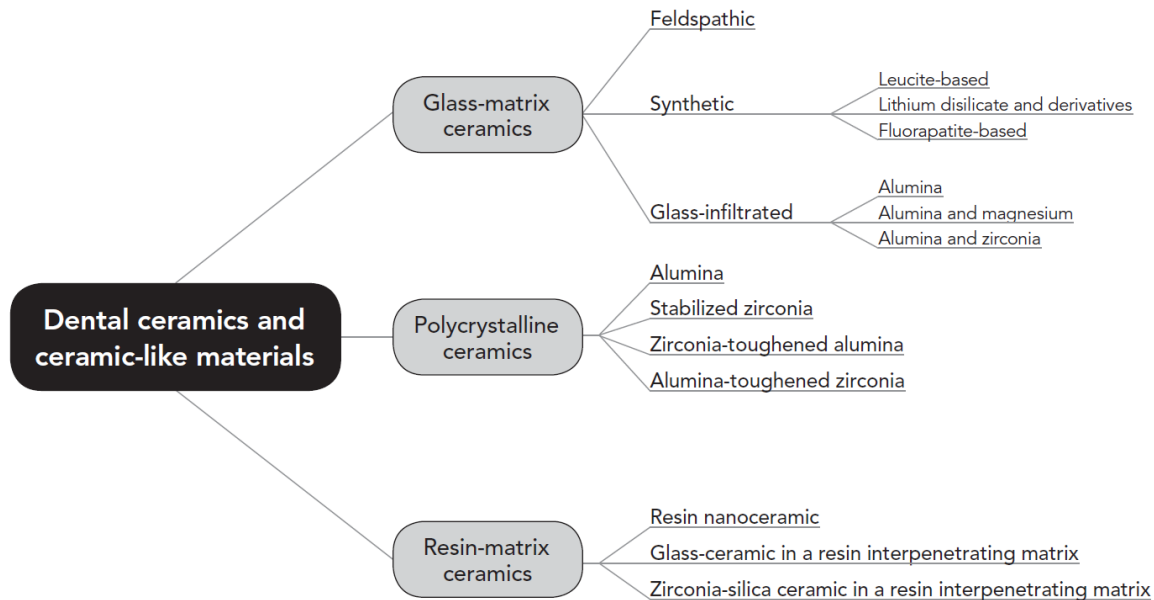 Dental ceramics and
ceramic-like materials
Glass-matrix
ceramics
Feldspathic
Synthetic
Leucite-based
Lithium disilicate and derivatives
Fluorapatite-based
Glass-infiltrated
Alumina
Alumina and magnesium
Alumina and zirconia
Polycrystalline
ceramics
Alumina
Stabilized zirconia
Zirconia-toughened alumina
Alumina-toughened zirconia
Resin-matrix
ceramics
Resin nanoceramic
Glass-ceramic in a resin interpenetrating matrix
Zirconia-silica ceramic in a resin interpenetrating matrix